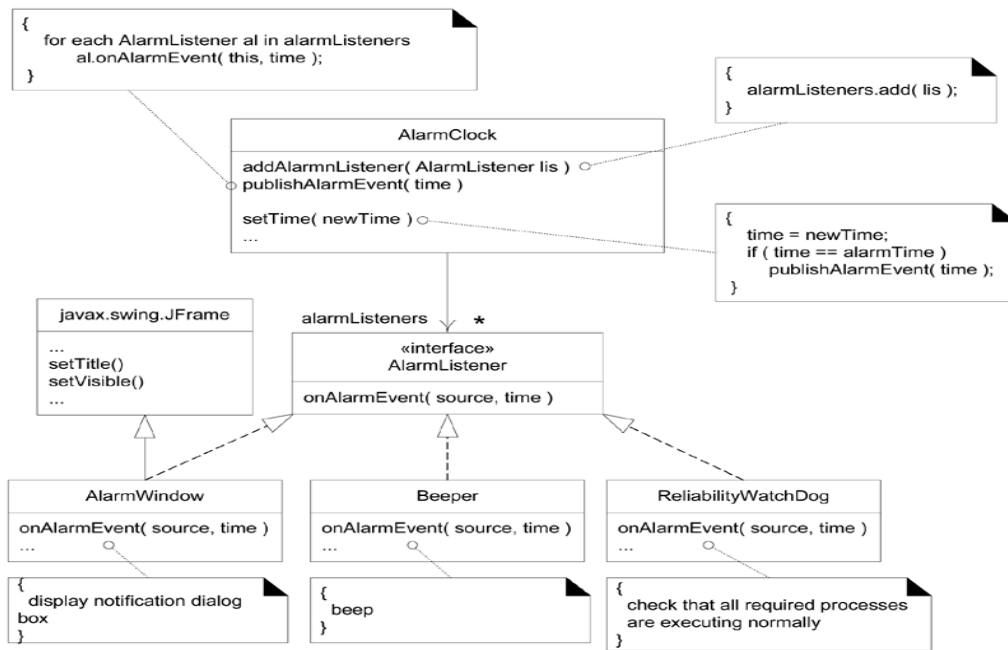 {
for each AlarmListener al in alarmListeners
al.onAlarmEvent( this, time );
}
{
alarmListeners.add( lis );
}
AlarmClock
addAlarmnListener( AlarmListener lis )
publishAlarmEvent( time )
setTime( newTime )
...
{
time = newTime;
if ( time == alarmTime )
publishAlarmEvent( time );
}
javax.swing.JFrame
...
setTitle()
setVisible()
...
alarmListeners *
«interface»
AlarmListener
onAlarmEvent( source, time )
AlarmWindow
onAlarmEvent( source, time )
...
Beeper
onAlarmEvent( source, time )
...
ReliabilityWatchDog
onAlarmEvent( source, time )
...
{
display notification dialog
box
}
{
beep
}
{
check that all required processes
are executing normally
}